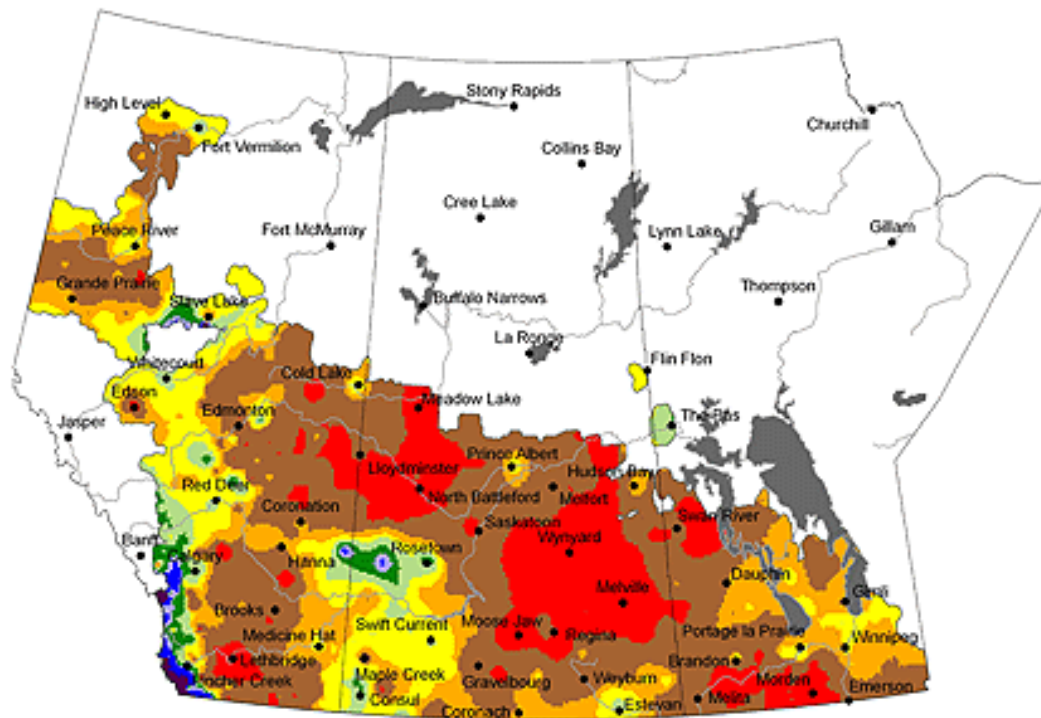 Stony Rapids
High Level
Churchill
Fort Vermilion
Collins Bay
Cree Lake
Peace River
Fort McMurray
Lynn Lake
Gillam
Grande Prairie
Slave Lake
Buffalo Narrows
Thompson
La Ronge
Whitecourt
Flin Flon
Cold Lake
Edson
Meadow Lake
Edmonton
Jasper
The Pas
Lloydminster
Prince Albert
Hudson Bay
Red Deer
North Battleford
Melfort
Coronation
Saskatoon
Swan River
Banff
Calgary
Hanna
Rosetown
Wynyard
Dauphin
Melville
Gimli
Brooks
Medicine Hat
Swift Current
Moose Jaw
Regina
Portage la Prairie
Winnipeg
Lethbridge
Maple Creek
Brandon
Pincher Creek
Gravelbourg
Weyburn
Morden
Consul
Melita
Emerson
Coronach
Estevan